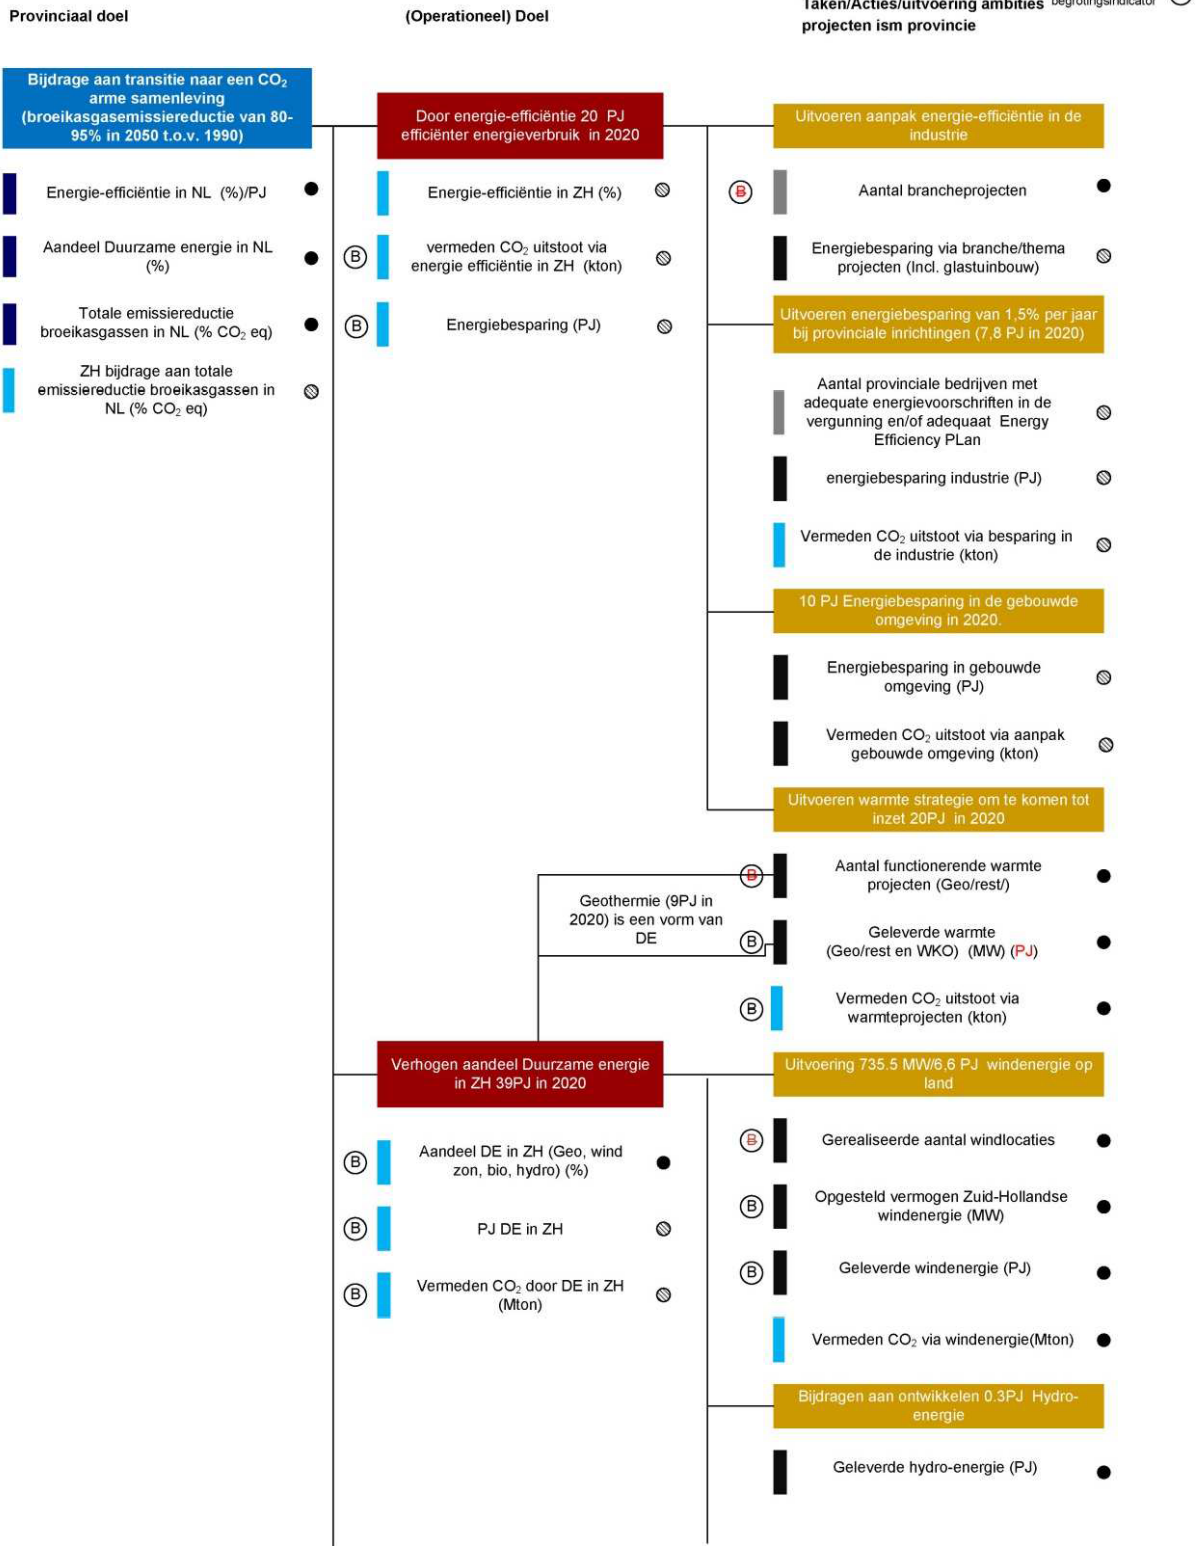 Provinciaal doel
(Operationeel) Doel
Taken/Acties/uitvoering ambities
projecten ism provincie
begrotingsindicator
Bijdrage aan transitie naar een CO₂
arme samenleving
(broeikasgasemissiereductie van 80-
95% in 2050 t.o.v. 1990)
Energie-efficiëntie in NL (%)/PJ
Aandeel Duurzame energie in NL
(%)
Totale emissiereductie
broeikasgassen in NL (% CO₂ eq)
ZH bijdrage aan totale
emissiereductie broeikasgassen in
NL (% CO₂ eq)
Door energie-efficiëntie 20 PJ
efficiënter energieverbruik in 2020
Energie-efficiëntie in ZH (%)
B
vermeden CO₂ uitstoot via
energie efficiëntie in ZH (kton)
B
Energiebesparing (PJ)
Uitvoeren aanpak energie-efficiëntie in de
industrie
B
Aantal brancheprojecten
Energiebesparing via branche/thema
projecten (Incl. glastuinbouw)
Uitvoeren energiebesparing van 1,5% per jaar
bij provinciale inrichtingen (7,8 PJ in 2020)
Aantal provinciale bedrijven met
adequate energievoorschriften in de
vergunning en/of adequaat Energy
Efficiency PLan
energiebesparing industrie (PJ)
Vermeden CO₂ uitstoot via besparing in
de industrie (kton)
10 PJ Energiebesparing in de gebouwde
omgeving in 2020.
Energiebesparing in gebouwde
omgeving (PJ)
Vermeden CO₂ uitstoot via aanpak
gebouwde omgeving (kton)
Uitvoeren warmte strategie om te komen tot
inzet 20PJ in 2020
B
Aantal functionerende warmte
projecten (Geo/rest/)
Geothermie (9PJ in
2020) is een vorm van
DE
B
Geleverde warmte
(Geo/rest en WKO) (MW) (PJ)
B
Vermeden CO₂ uitstoot via
warmteprojecten (kton)
Verhogen aandeel Duurzame energie
in ZH 39PJ in 2020
B
Aandeel DE in ZH (Geo, wind
zon, bio, hydro) (%)
B
PJ DE in ZH
B
Vermeden CO₂ door DE in ZH
(Mton)
Uitvoering 735.5 MW/6,6 PJ windenergie op
land
B
Gerealiseerde aantal windlocaties
B
Opgesteld vermogen Zuid-Hollandse
windenergie (MW)
B
Geleverde windenergie (PJ)
Vermeden CO₂ via windenergie(Mton)
Bijdragen aan ontwikkelen 0.3PJ Hydro-
energie
Geleverde hydro-energie (PJ)